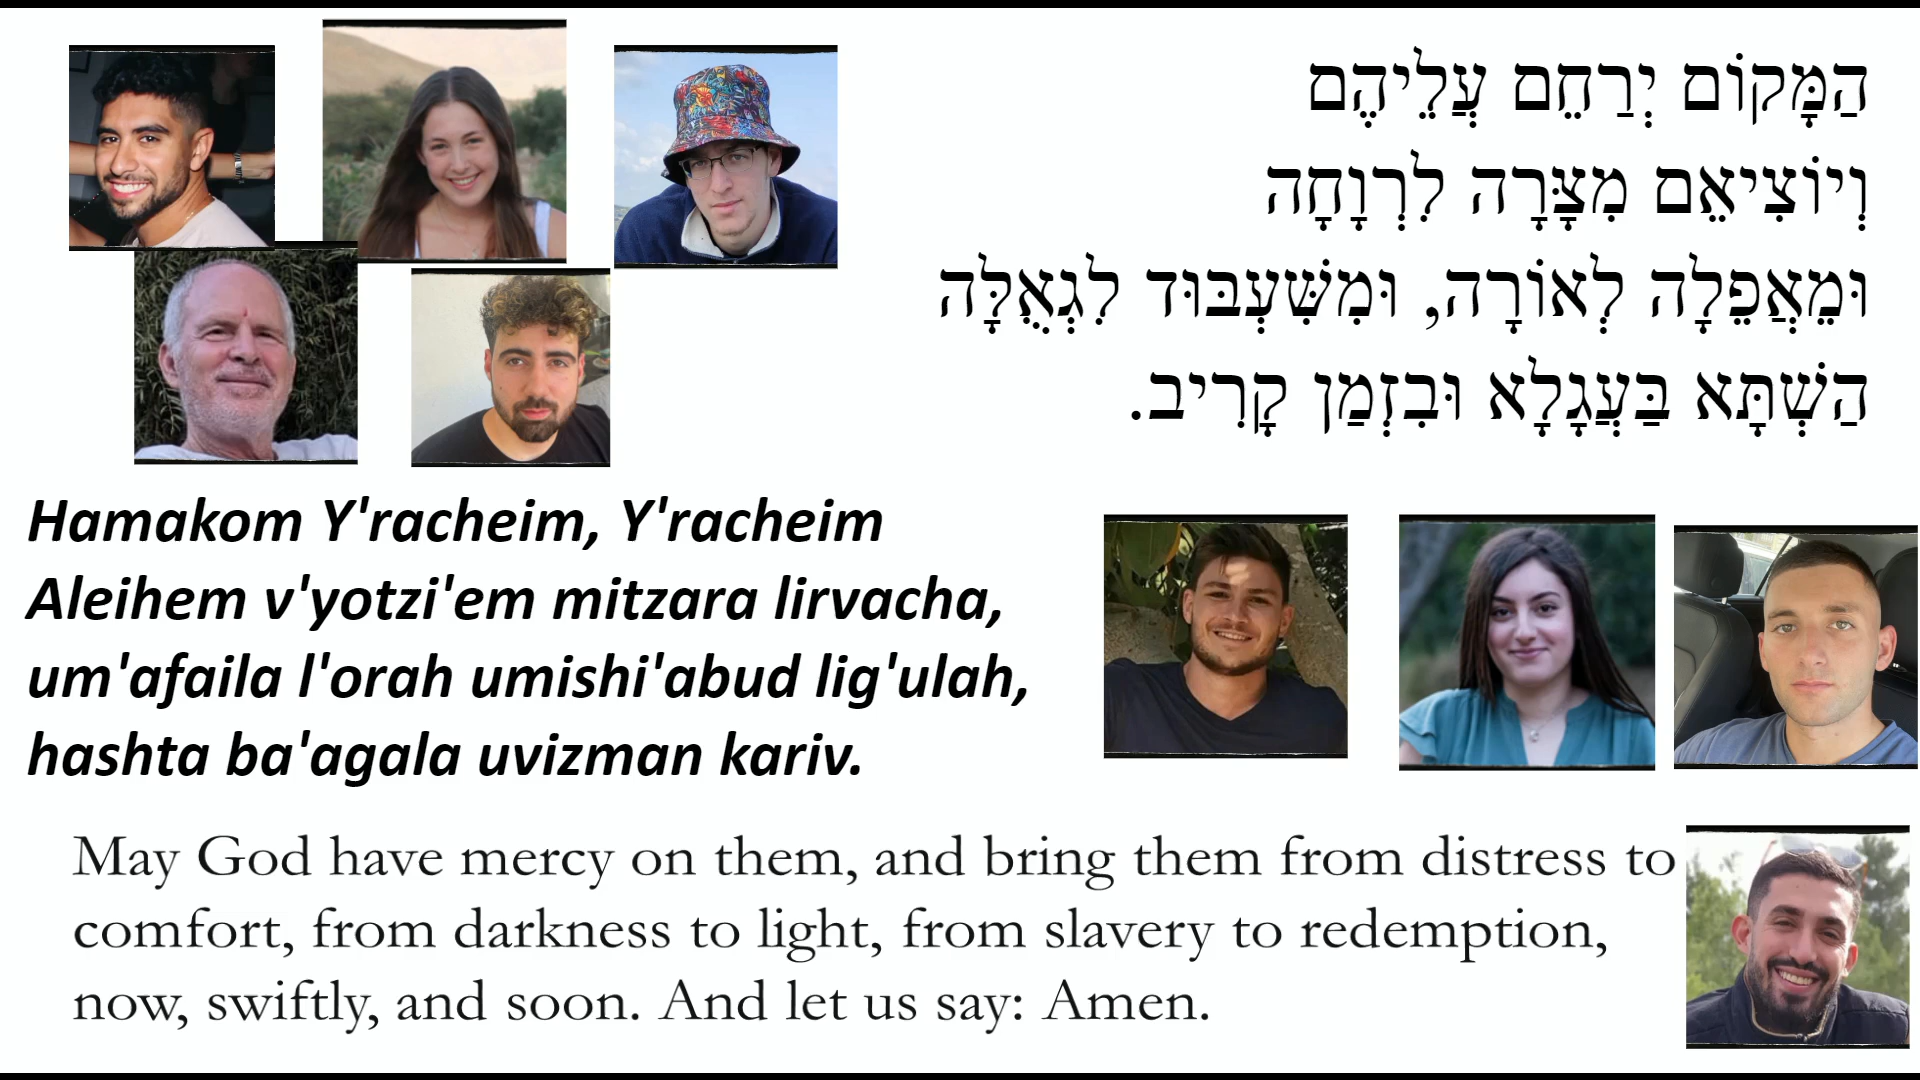 הַמָּקוֹם יְרַחֵם עֲלֵיהֶם
וְיוֹצִיאֵם מִצָּרָה לִרְוָחָה
וּמֵאֲפֵלָה לְאוֹרָה, וּמִשִּׁעְבּוּד לִגְאֻלָּה
הַשְׁתָּא בַּעֲגָלָא וּבִזְמַן קָרִיב.
Hamakom Y'racheim, Y'racheim
Aleihem v'yotzi'em mitzara lirvacha,
um'afaila l'orah umishi'abud lig'ulah,
hashta ba'agala uvizman kariv.
May God have mercy on them, and bring them from distress to
comfort, from darkness to light, from slavery to redemption,
now, swiftly, and soon. And let us say: Amen.